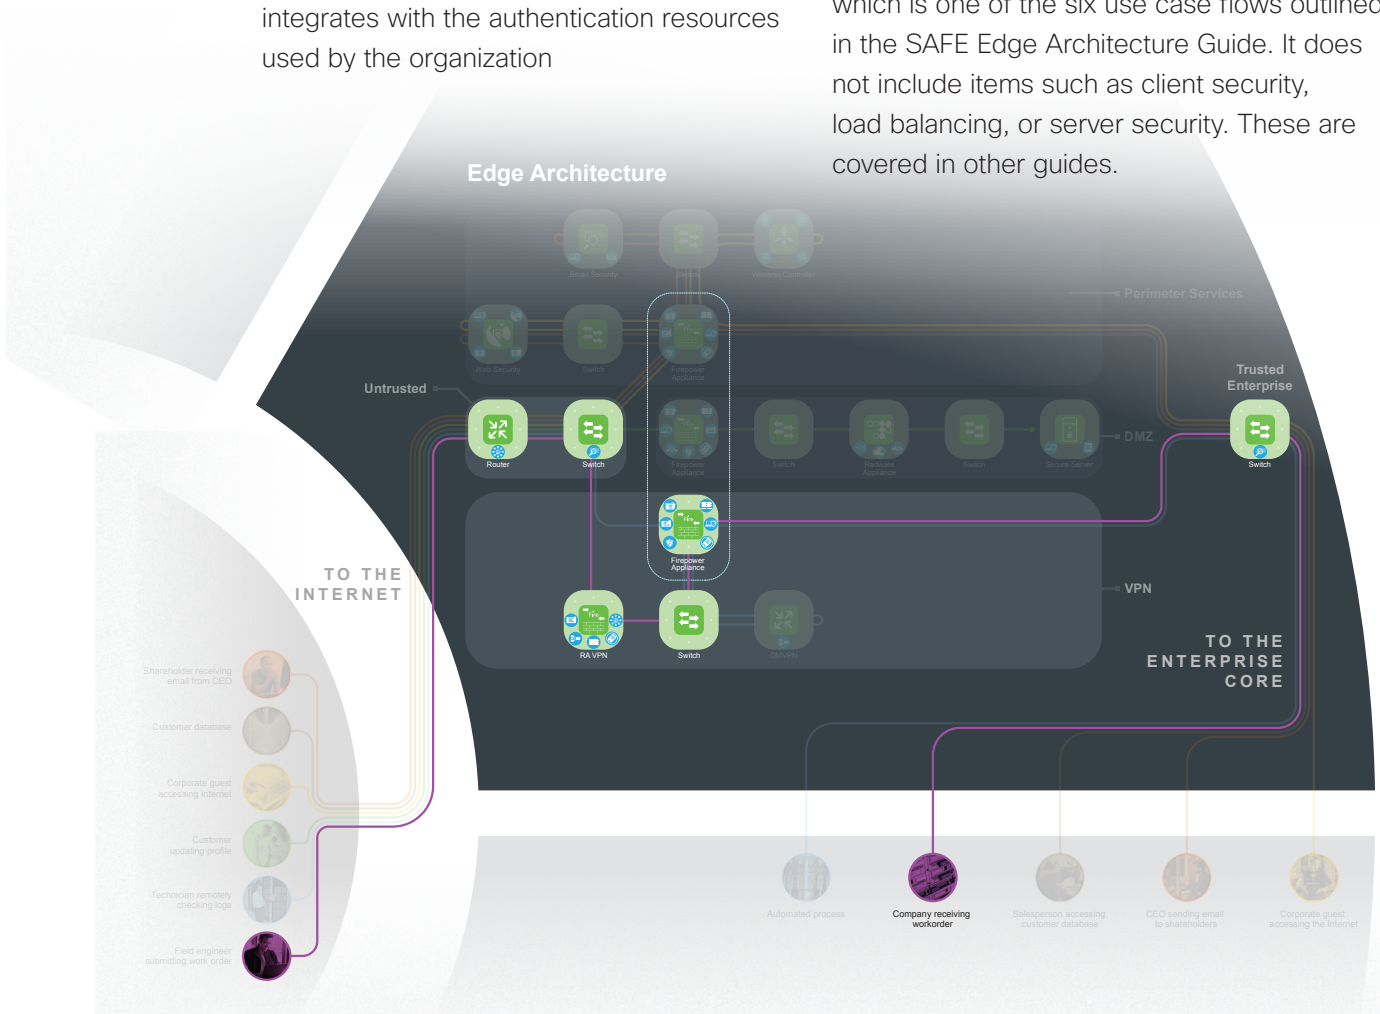 integrates with the authentication resources
used by the organization
which is one of the six use case flows outlined
in the SAFE Edge Architecture Guide. It does
not include items such as client security,
load balancing, or server security. These are
covered in other guides.
Edge Architecture
Email Security
Switch
Wireless Controller
Perimeter Services
Web Security
Switch
Firepower
Appliance
Untrusted
Trusted
Enterprise
Router
Switch
Firepower
Appliance
Switch
Radware
Appliance
Switch
Secure Server
DMZ
Switch
Firepower
Appliance
TO THE
INTERNET
VPN
RA VPN
Switch
DMVPN
TO THE
ENTERPRISE
CORE
Shareholder receiving
email from CEO
Customer database
Corporate guest
accessing Internet
Customer
updating profile
Technician remotely
checking logs
Field engineer
submitting work order
Automated process
Company receiving
workorder
Salesperson accessing
customer database
CEO sending email
to shareholders
Corporate guest
accessing the Internet